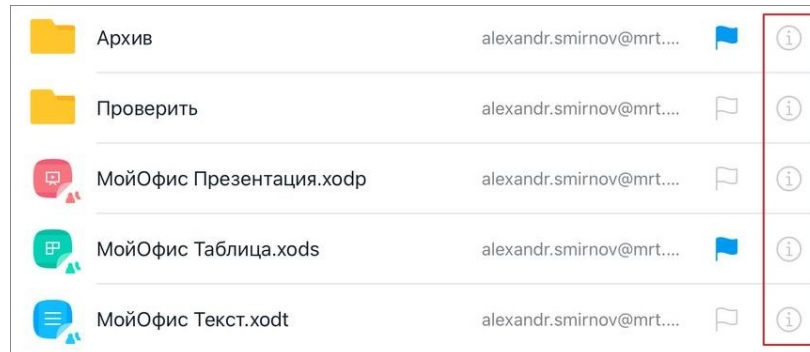 Архив alexandr.smirnov@mrt....
Проверить alexandr.smirnov@mrt....
МойОфис Презентация.xodp alexandr.smirnov@mrt....
МойОфис Таблица.xods alexandr.smirnov@mrt....
МойОфис Текст.xodt alexandr.smirnov@mrt....